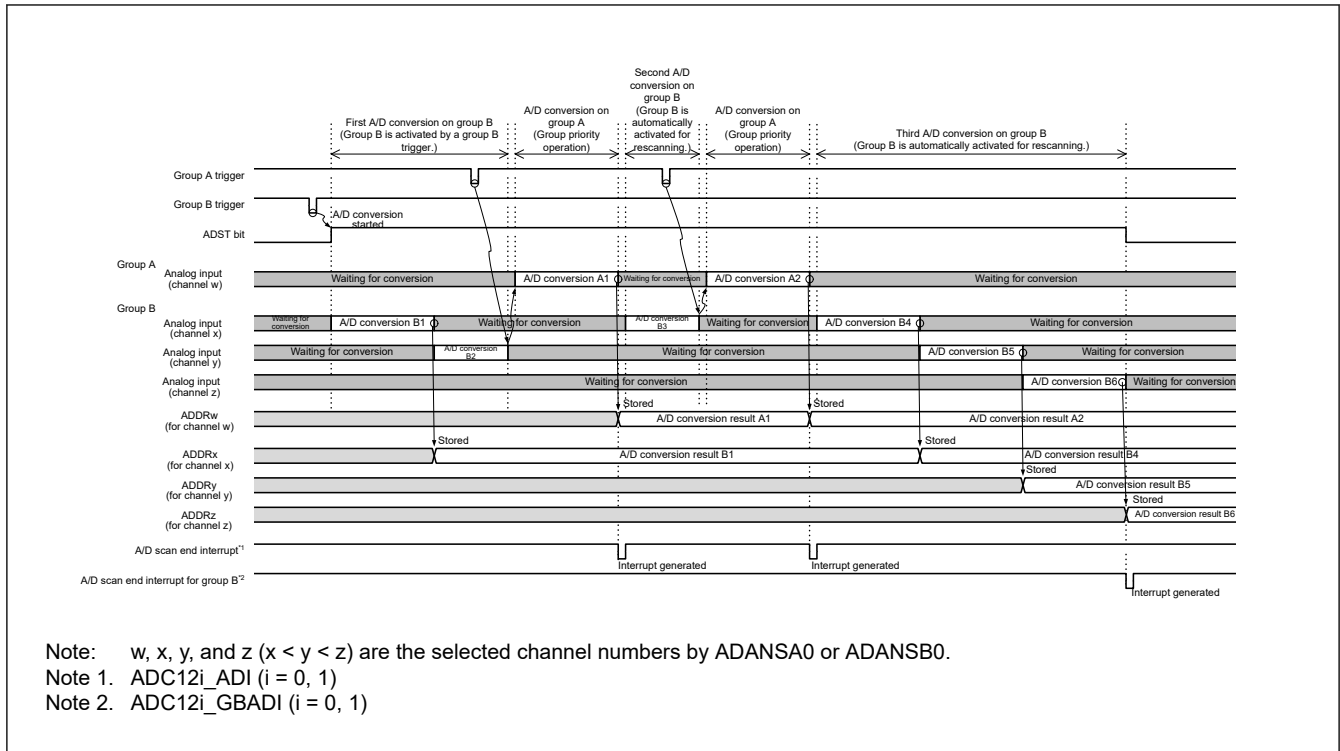 Second A/D
conversion on
group B
(Group B is
automatically
activated for
rescanning.)
First A/D conversion on group B
(Group B is activated by a group B
trigger.)
A/D conversion on
group A
(Group priority
operation)
A/D conversion on
group A
(Group priority
operation)
Third A/D conversion on group B
(Group B is automatically activated for rescanning.)
Group A trigger
Group B trigger
A/D conversion
started
ADST bit
Group A
Analog input
(channel w)
Waiting for conversion
A/D conversion A1
Waiting for conversion
A/D conversion A2
Waiting for conversion
Group B
Analog input
(channel x)
Waiting for
conversion
A/D conversion B1
Waiting for conversion
A/D conversion
B3
Waiting for conversion
A/D conversion B4
Waiting for conversion
Analog input
(channel y)
Waiting for conversion
A/D conversion
B2
Waiting for conversion
A/D conversion B5
Waiting for conversion
Analog input
(channel z)
Waiting for conversion
A/D conversion B6
Waiting for conversion
Stored
Stored
ADDRw
(for channel w)
A/D conversion result A1
A/D conversion result A2
Stored
Stored
ADDRx
(for channel x)
A/D conversion result B1
A/D conversion result B4
Stored
ADDRy
(for channel y)
A/D conversion result B5
Stored
ADDRz
(for channel z)
A/D conversion result B6
A/D scan end interrupt*1
Interrupt generated
Interrupt generated
A/D scan end interrupt for group B*2
Interrupt generated
Note: w, x, y, and z (x < y < z) are the selected channel numbers by ADANSA0 or ADANSB0.
Note 1. ADC12i_ADI (i = 0, 1)
Note 2. ADC12i_GBADI (i = 0, 1)